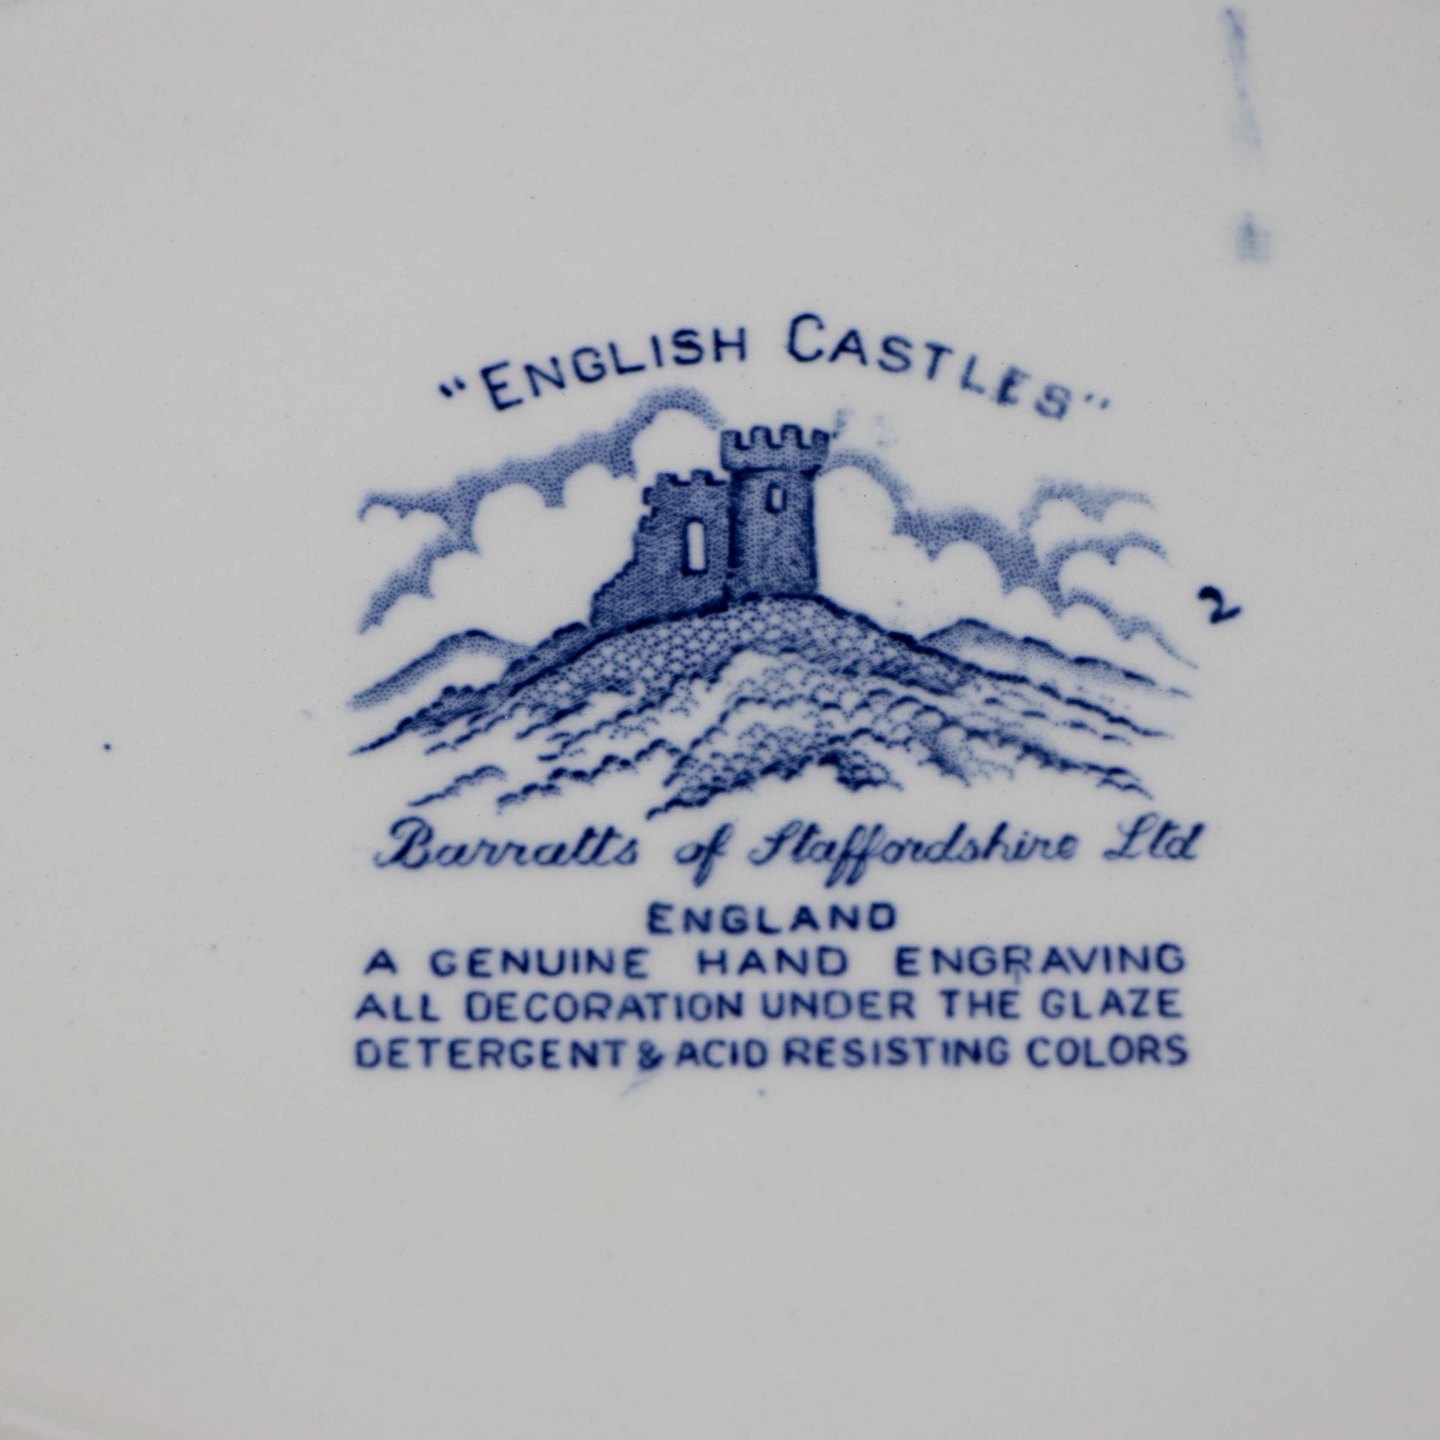 "ENGLISH CASTLES"
2
Barratts of Staffordshire Ltd
ENGLAND
A GENUINE HAND ENGRAVING
ALL DECORATION UNDER THE GLAZE
DETERGENT & ACID RESISTING COLORS